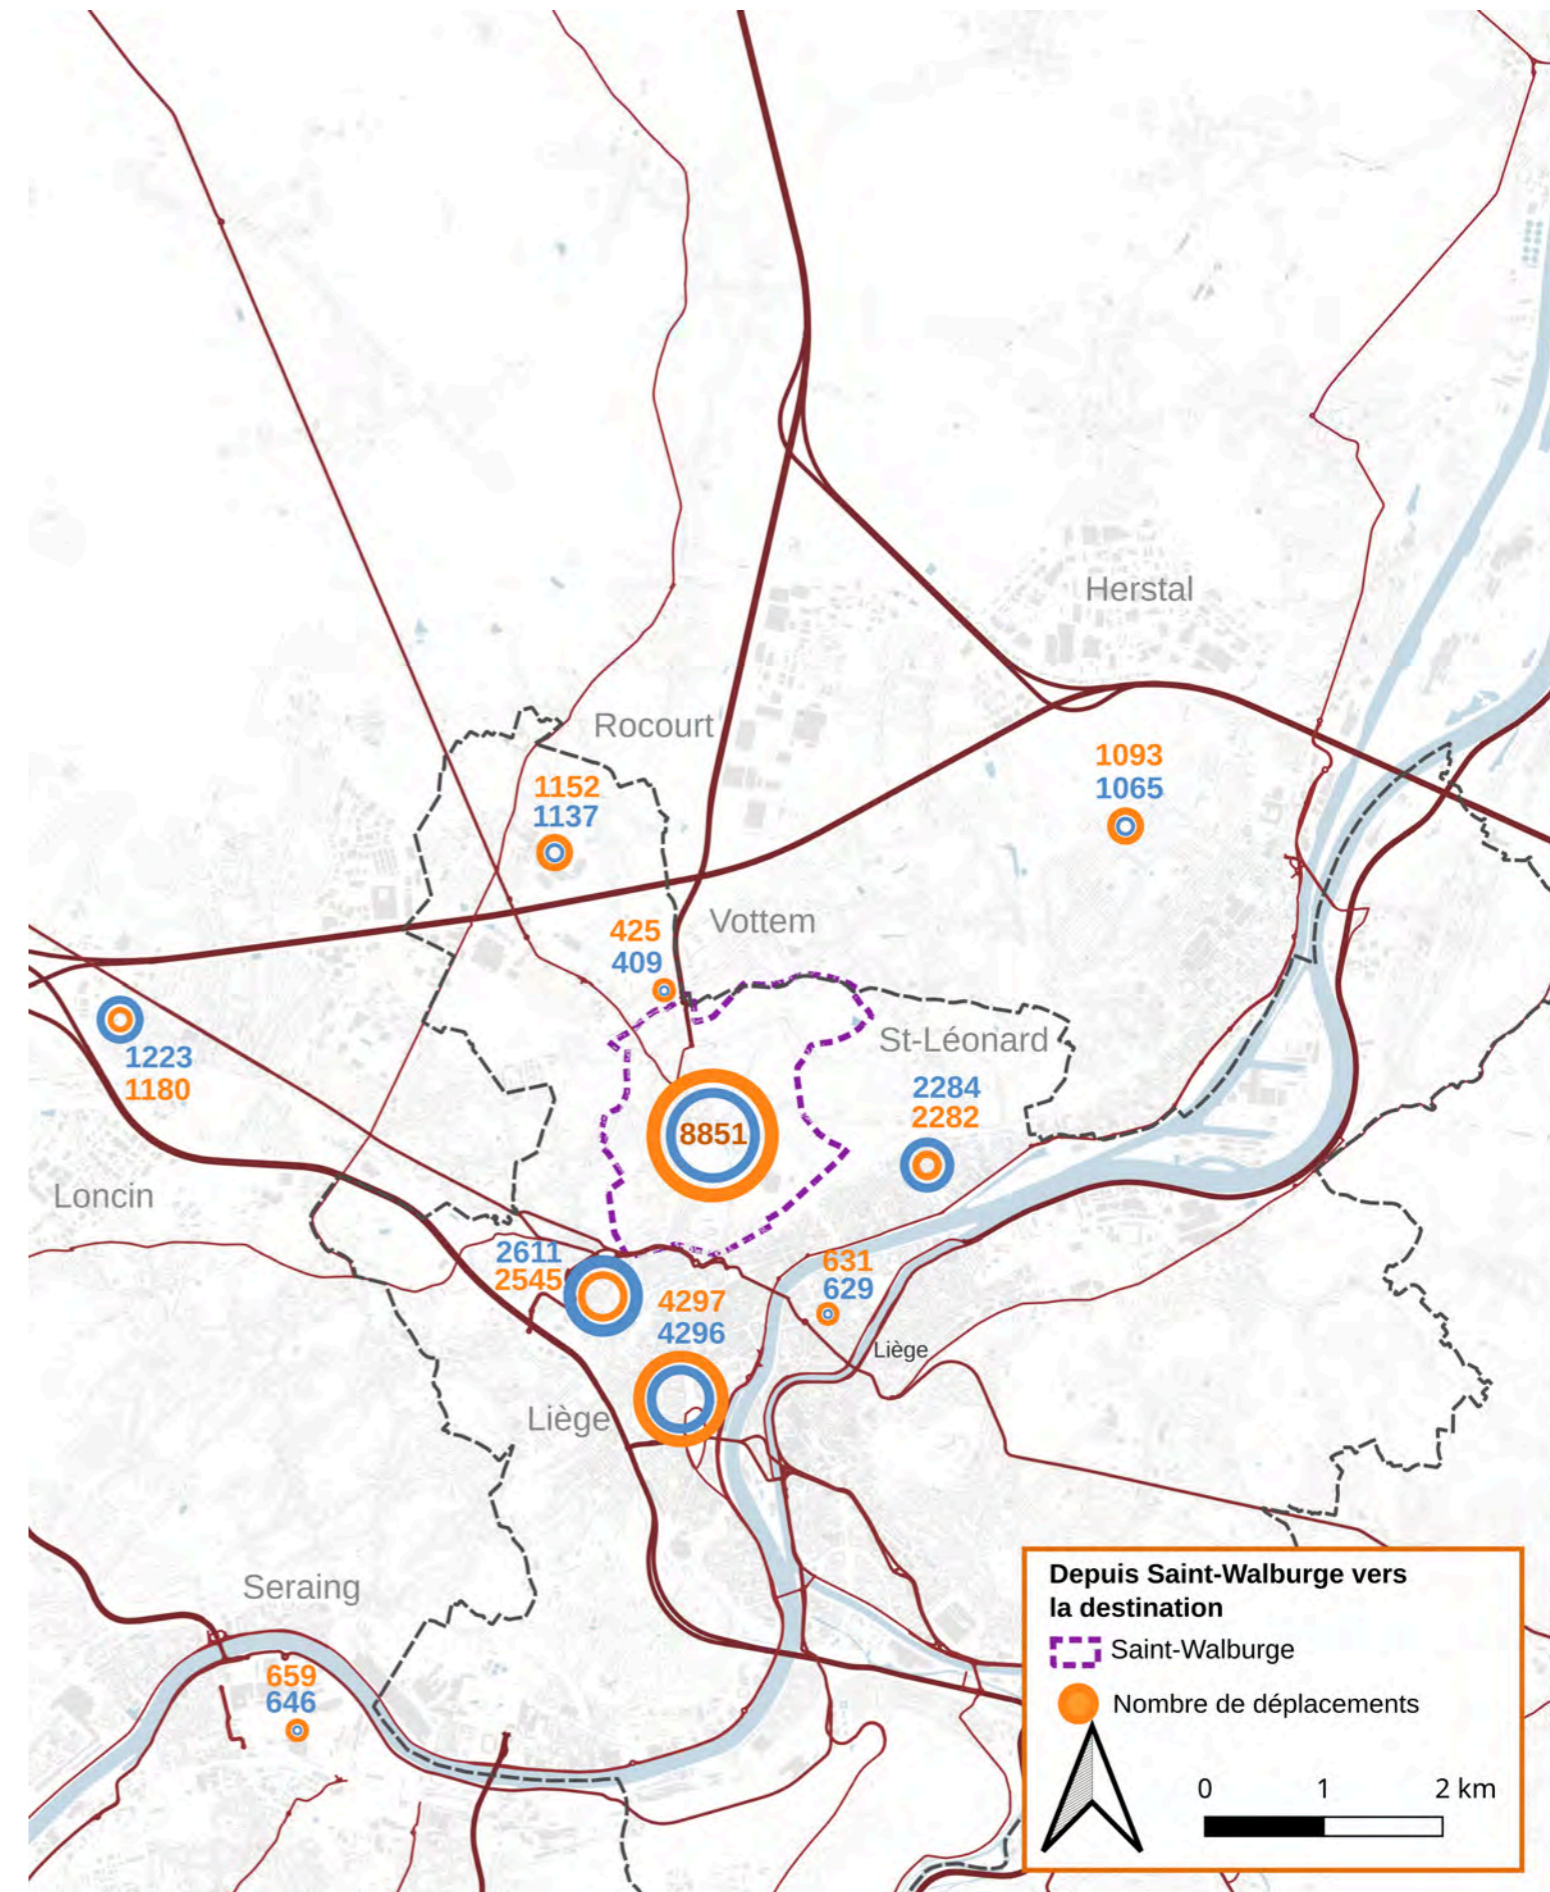 Herstal
Rocourt
1093
1065
1152
1137
Vottem
425
409
St-Léonard
1223
1180
2284
2282
8851
Loncin
2611
2545
631
629
4297
4296
Liège
Liège
Seraing
659
646
Depuis Saint-Walburge vers
la destination
Saint-Walburge
Nombre de déplacements
0 1 2 km